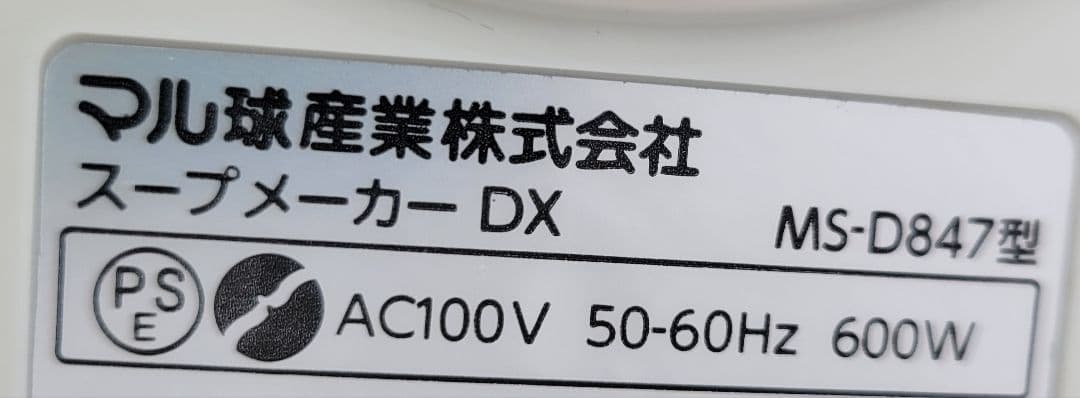 マル球産業株式会社
スープメーカー DX MS-D847型
PSE AC100V 50-60Hz 600W